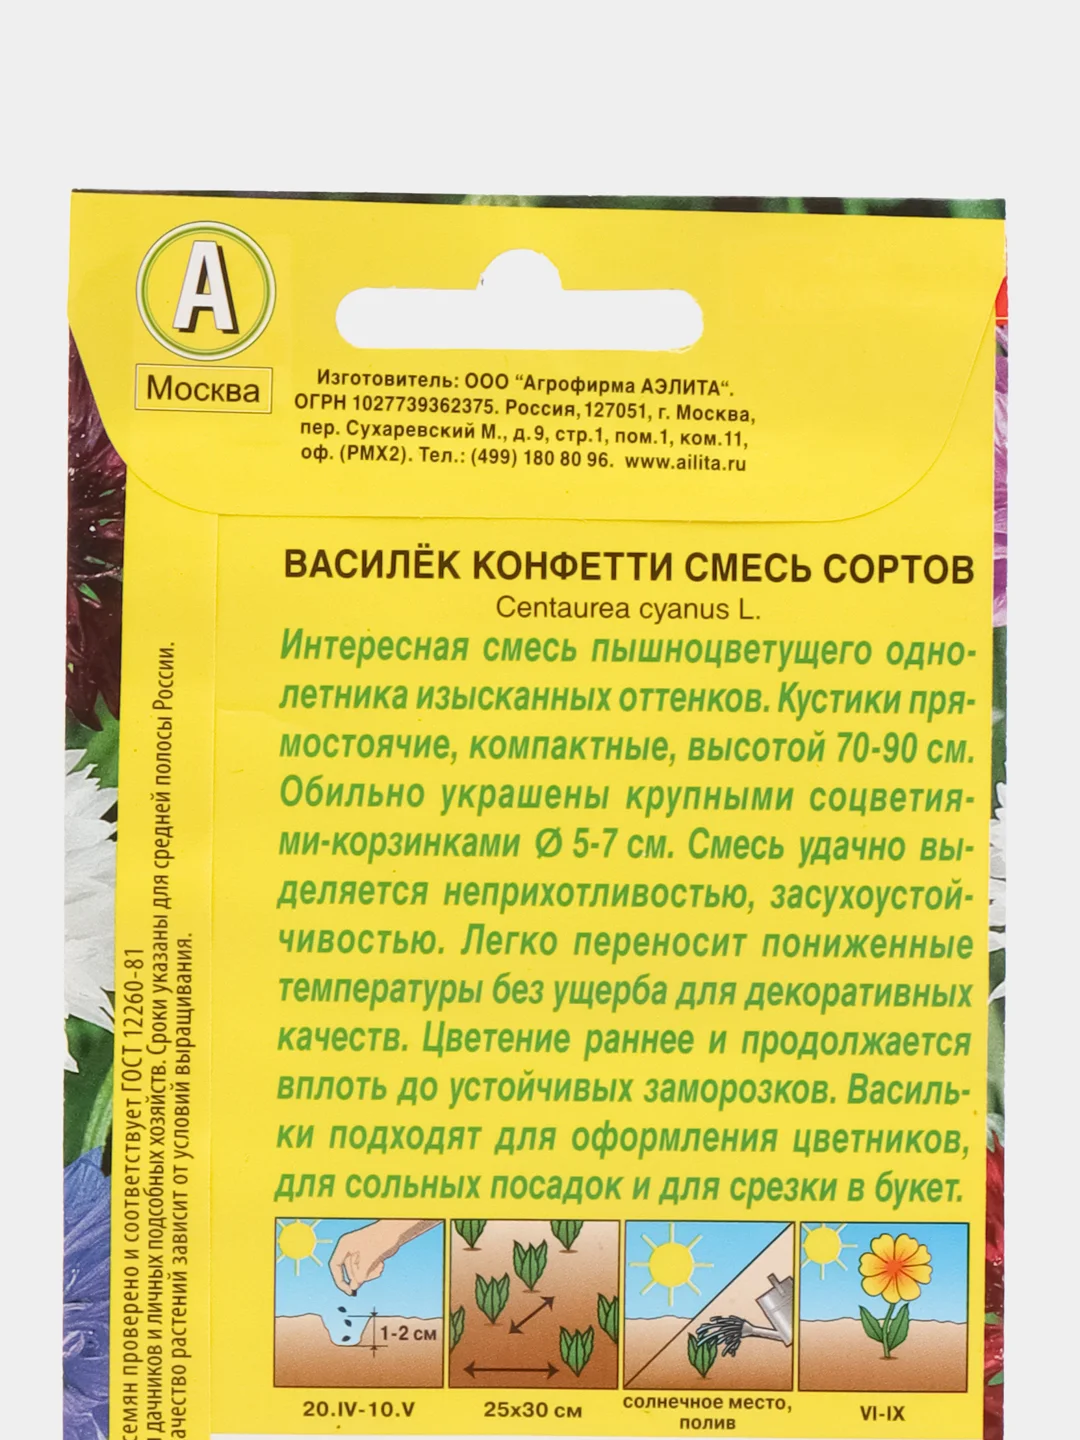 А
Москва
Изготовитель: ООО “Агрофирма АЭЛИТА“.
ОГРН 1027739362375. Россия, 127051, г. Москва,
пер. Сухаревский М., д.9, стр.1, пом.1, ком.11,
оф. (РМХ2). Тел.: (499) 180 80 96. www.ailita.ru
ВАСИЛЁК КОНФЕТТИ СМЕСЬ СОРТОВ
Centaurea cyanus L.
Интересная смесь пышноцветущего одно-
летника изысканных оттенков. Кустики пря-
мостоячие, компактные, высотой 70-90 см.
Обильно украшены крупными соцветия-
ми-корзинками Ø 5-7 см. Смесь удачно вы-
деляется неприхотливостью, засухоустой-
чивостью. Легко переносит пониженные
температуры без ущерба для декоративных
качеств. Цветение раннее и продолжается
вплоть до устойчивых заморозков. Василь-
ки подходят для оформления цветников,
для сольных посадок и для срезки в букет.
1-2 см
20.IV-10.V
25х30 см
солнечное место,
полив
VI-IX
семян проверено и соответствует ГОСТ 12260-81
дачников и личных подсобных хозяйств. Сроки указаны для средней полосы России.
ачество растений зависит от условий выращивания.